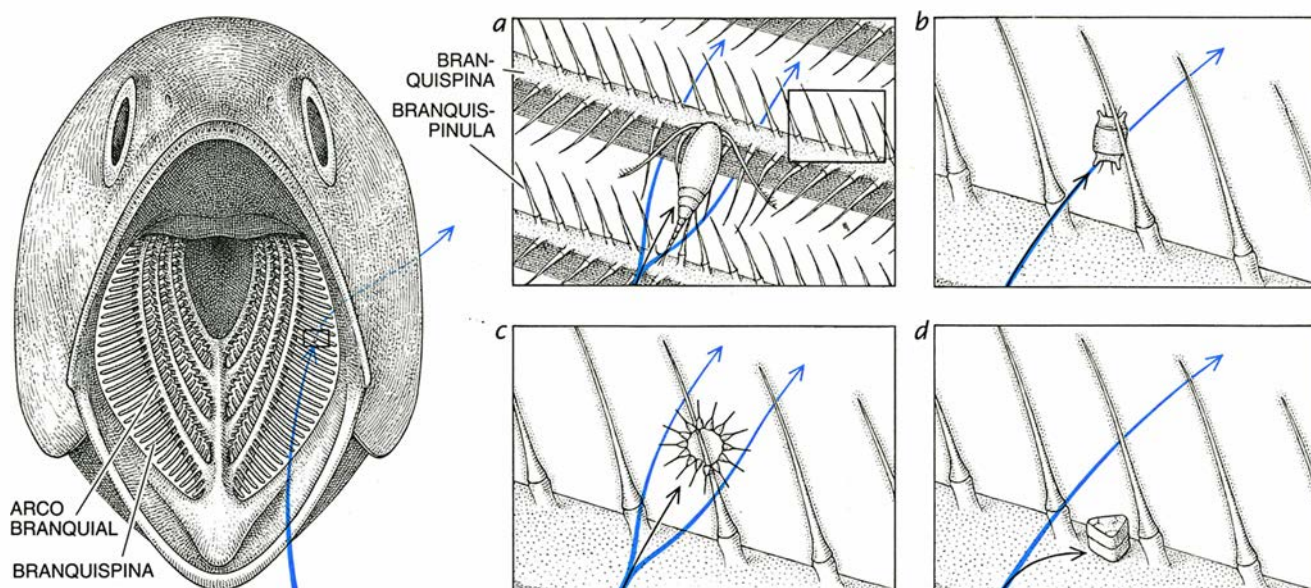 a
b
BRAN-
QUISPINA
BRANQUIS-
PINULA
c
d
ARCO
BRANQUIAL
BRANQUISPINA